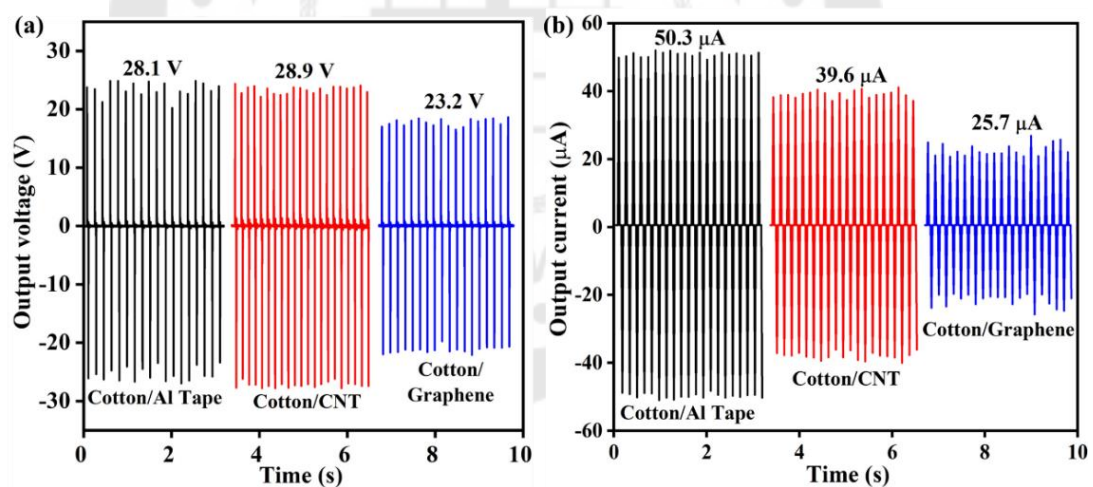 (a)
30
20
10
0
-10
-20
-30
Output voltage (V)
28.1 V
28.9 V
23.2 V
Cotton/Al Tape
Cotton/CNT
Cotton/
Graphene
0 2 4 6 8 10
Time (s)
(b)
60
40
20
0
-20
-40
-60
Output current (μA)
50.3 μA
39.6 μA
25.7 μA
Cotton/Graphene
Cotton/CNT
Cotton/Al Tape
0 2 4 6 8 10
Time (s)